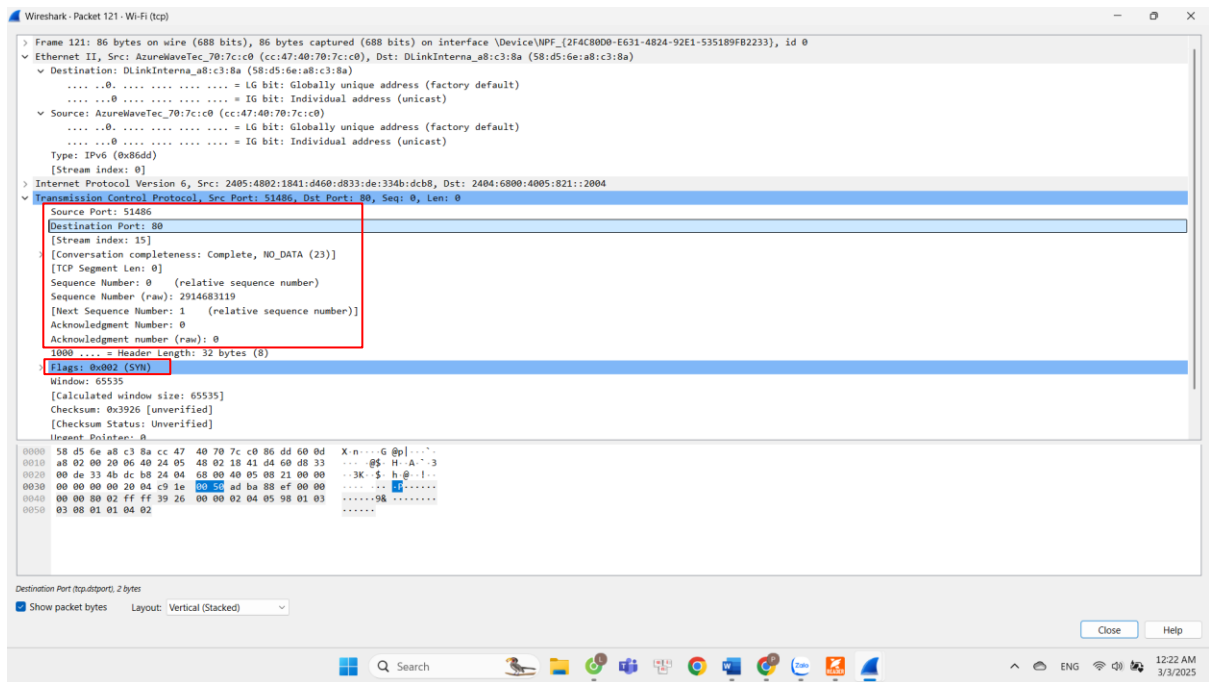 Wireshark · Packet 121 · Wi-Fi (tcp)
> Frame 121: 86 bytes on wire (688 bits), 86 bytes captured (688 bits) on interface \Device\NPF_{2F4C80D0-E631-4824-92E1-535189FB2233}, id 0
Ethernet II, Src: AzureWaveTec_70:7c:c0 (cc:47:40:70:7c:c0), Dst: DLinkInterna_a8:c3:8a (58:d5:6e:a8:c3:8a)
Destination: DLinkInterna_a8:c3:8a (58:d5:6e:a8:c3:8a)
.... ..0. .... .... .... .... = LG bit: Globally unique address (factory default)
.... ...0 .... .... .... .... = IG bit: Individual address (unicast)
Source: AzureWaveTec_70:7c:c0 (cc:47:40:70:7c:c0)
.... ..0. .... .... .... .... = LG bit: Globally unique address (factory default)
.... ...0 .... .... .... .... = IG bit: Individual address (unicast)
Type: IPv6 (0x86dd)
[Stream index: 0]
> Internet Protocol Version 6, Src: 2405:4802:1841:d460:d833:de:334b:dcb8, Dst: 2404:6800:4005:821::2004
Transmission Control Protocol, Src Port: 51486, Dst Port: 80, Seq: 0, Len: 0
Source Port: 51486
Destination Port: 80
[Stream index: 15]
> [Conversation completeness: Complete, NO_DATA (23)]
[TCP Segment Len: 0]
Sequence Number: 0 (relative sequence number)
Sequence Number (raw): 2914683119
[Next Sequence Number: 1 (relative sequence number)]
Acknowledgment Number: 0
Acknowledgment number (raw): 0
1000 .... = Header Length: 32 bytes (8)
> Flags: 0x002 (SYN)
Window: 65535
[Calculated window size: 65535]
Checksum: 0x3926 [unverified]
[Checksum Status: Unverified]
Urgent Pointer: 0
0000 58 d5 6e a8 c3 8a cc 47 40 70 7c c0 86 dd 60 0d X·n····G @p|···`·
0010 a8 02 00 20 06 40 24 05 48 02 18 41 d4 60 d8 33 ··· ·@$· H··A·`·3
0020 00 de 33 4b dc b8 24 04 68 00 40 05 08 21 00 00 ··3K··$· h·@··!··
0030 00 00 00 00 20 04 c9 1e 00 50 ad ba 88 ef 00 00 ···· ··· ·P······
0040 00 00 80 02 ff ff 39 26 00 00 02 04 05 98 01 03 ······9& ········
0050 03 08 01 01 04 02 ······
Destination Port (tcp.dstport), 2 bytes
Show packet bytes Layout: Vertical (Stacked)
Close Help
Search
Zalo
READER
ENG
12:22 AM
3/3/2025